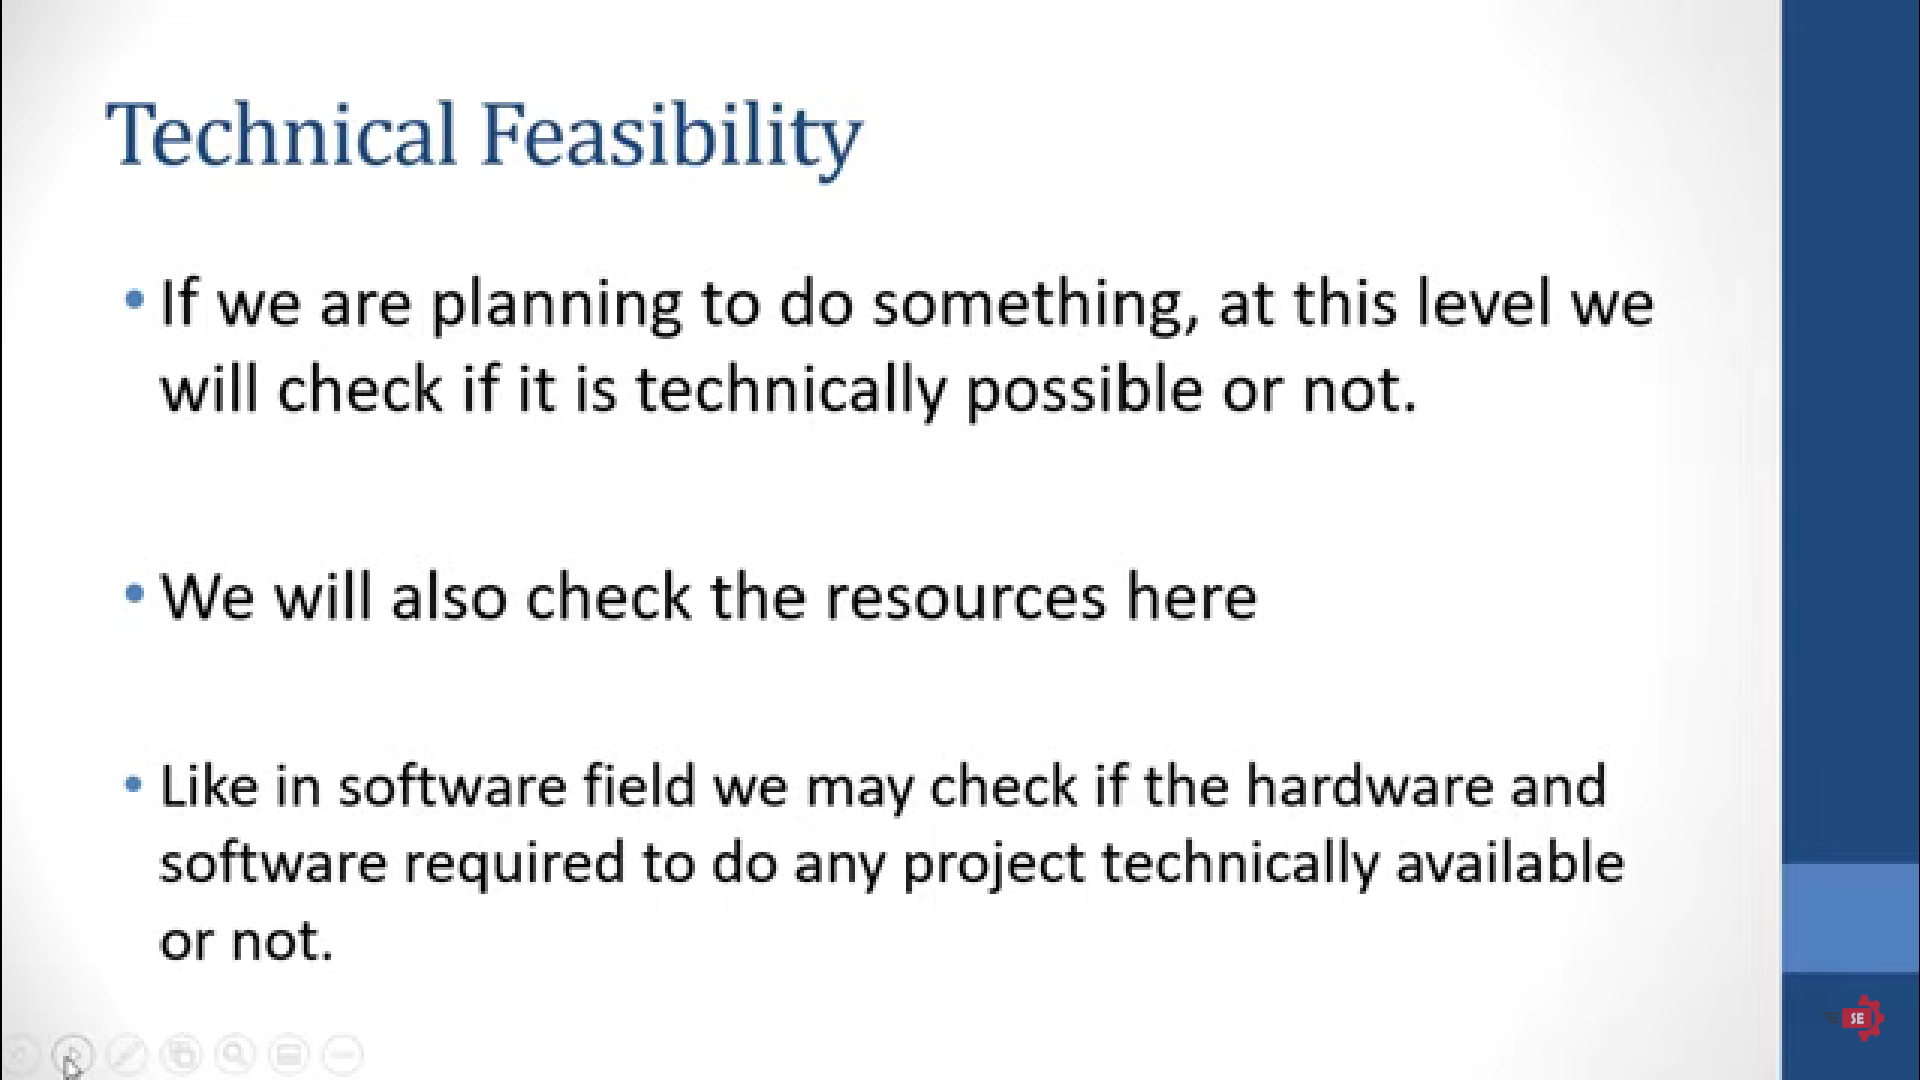 Technical Feasibility
• If we are planning to do something, at this level we
will check if it is technically possible or not.
• We will also check the resources here
• Like in software field we may check if the hardware and
software required to do any project technically available
or not.
SE